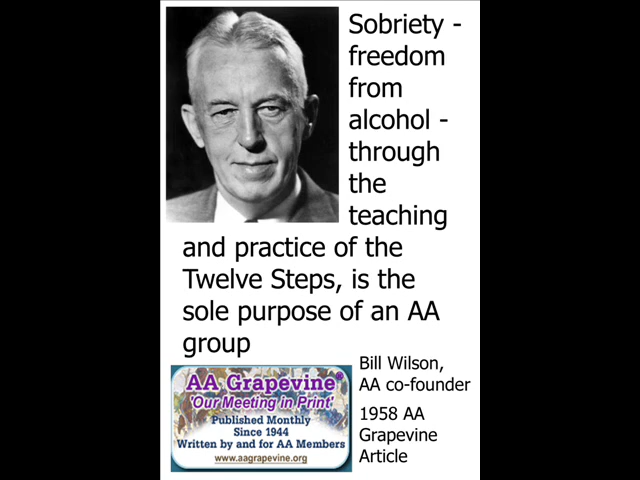 Sobriety -
freedom
from
alcohol -
through
the
teaching
and practice of the
Twelve Steps, is the
sole purpose of an AA
group
Bill Wilson,
AA co-founder
1958 AA
Grapevine
Article
AA Grapevine®
'Our Meeting in Print'
Published Monthly
Since 1944
Written by and for AA Members
www.aagrapevine.org